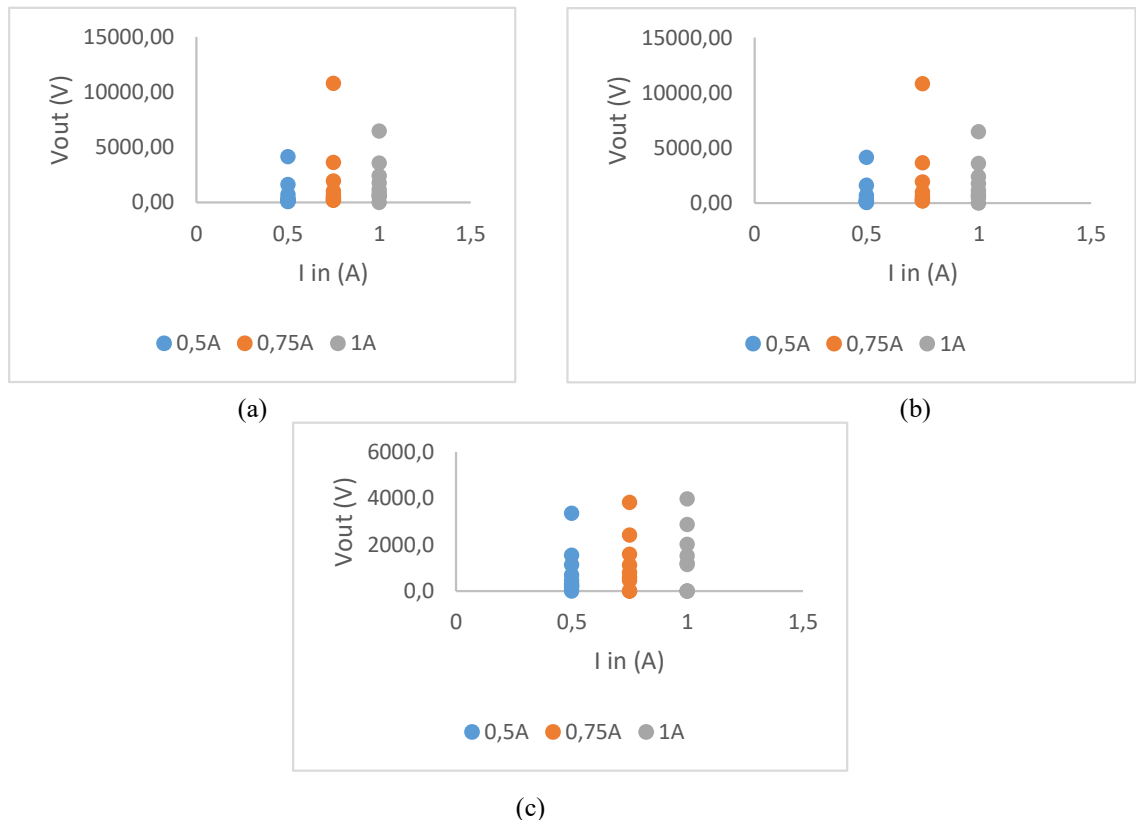 15000,00
10000,00
5000,00
0,00
Vout (V)
0 0,5 1 1,5
I in (A)
0,5A 0,75A 1A
(a)
15000,00
10000,00
5000,00
0,00
Vout (V)
0 0,5 1 1,5
I in (A)
0,5A 0,75A 1A
(b)
6000,0
4000,0
2000,0
0,0
Vout (V)
0 0,5 1 1,5
I in (A)
0,5A 0,75A 1A
(c)